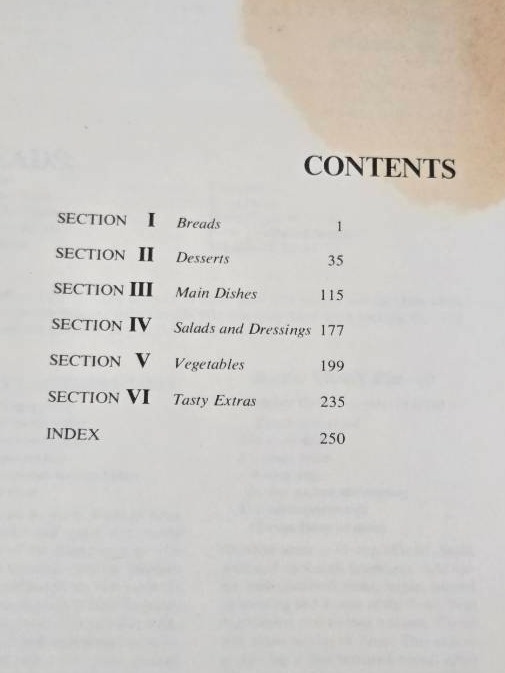 CONTENTS
SECTION I Breads 1
SECTION II Desserts 35
SECTION III Main Dishes 115
SECTION IV Salads and Dressings 177
SECTION V Vegetables 199
SECTION VI Tasty Extras 235
INDEX 250